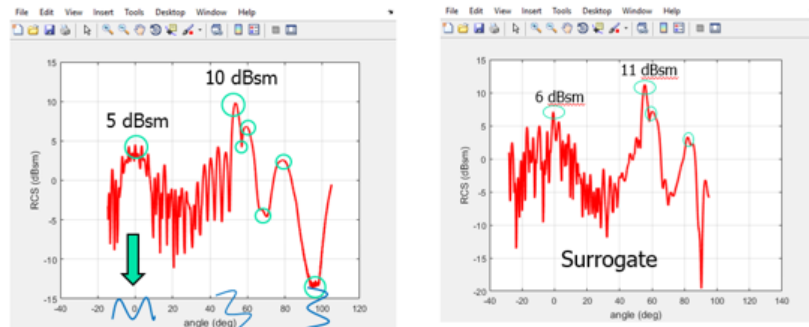 File Edit View Insert Tools Desktop Window Help
15
10
5
0
-5
-10
-15
10 dBsm
5 dBsm
RCS (dBsm)
-40 -20 0 20 40 60 80 100 120
angle (deg)
File Edit View Insert Tools Desktop Window Help
15
10
5
0
-5
-10
-15
-20
11 dBsm
6 dBsm
Surrogate
RCS (dBsm)
-40 -20 0 20 40 60 80 100 120 140
angle (deg)